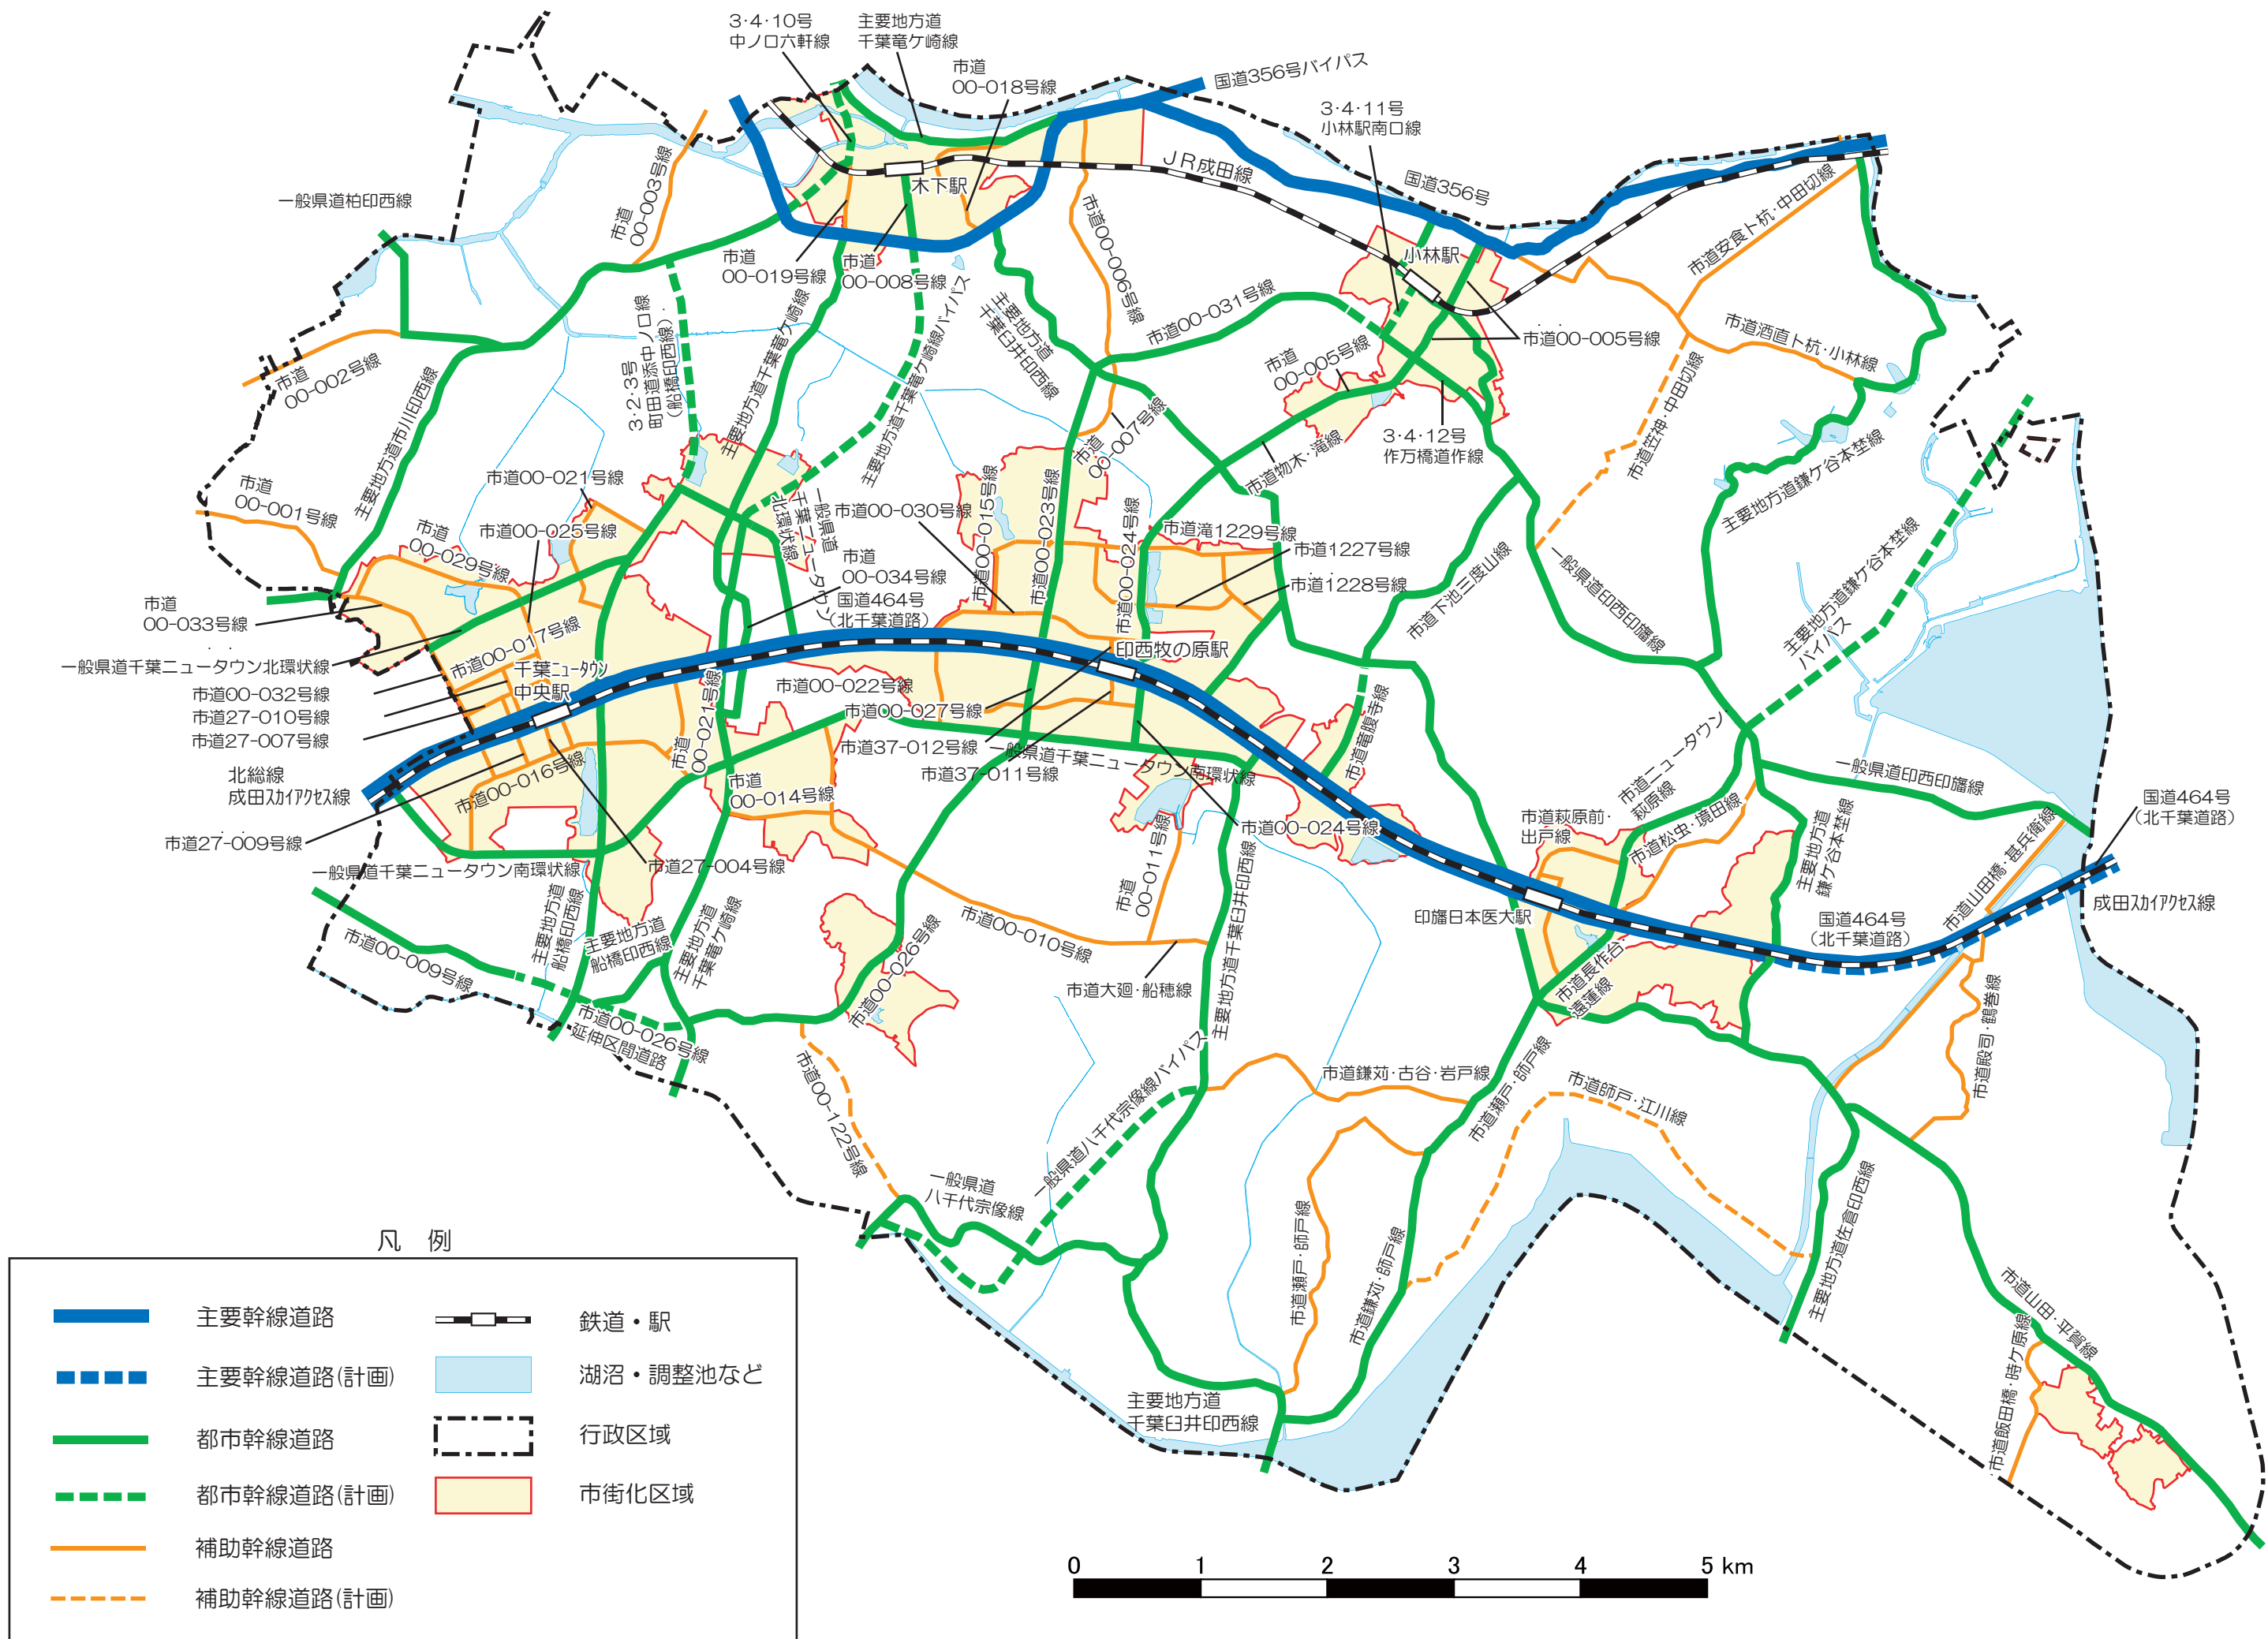 3・4・10号
中ノ口六軒線
主要地方道
千葉竜ケ崎線
市道
00-018号線
国道356号バイパス
3・4・11号
小林駅南口線
一般県道柏印西線
市道
00-003号線
木下駅
JR成田線
国道356号
市道安食卜杭・中田切線
市道
00-019号線
市道
00-008号線
市道00-006号線
小林駅
主要地方道
千葉臼井印西線
市道00-031号線
市道00-005号線
市道酒直卜杭・小林線
市道
00-002号線
3・2・3号
町田道添中ノ口線
(船橋印西線)
主要地方道千葉竜ケ崎線
主要地方道千葉竜ケ崎線バイパス
市道
00-005号線
主要地方道市川印西線
市道
00-007号線
3・4・12号
作万橋道作線
市道笠神・中田切線
主要地方道鎌ケ谷本埜線
市道物木・滝線
市道
00-001号線
市道00-021号線
市道00-025号線
市道
00-029号線
一般県道
千葉ニュータウン
北環状線
市道00-030号線
市道00-015号線
市道00-023号線
市道00-024号線
市道滝1229号線
市道1227号線
市道1228号線
市道
00-034号線
国道464号
(北千葉道路)
市道下池三度山線
一般県道印西印旛線
主要地方道鎌ケ谷本埜線
バイパス
市道
00-033号線
一般県道千葉ニュータウン北環状線
市道00-017号線
千葉ニュータウン
中央駅
市道00-032号線
市道27-010号線
市道27-007号線
印西牧の原駅
市道00-022号線
市道00-027号線
市道
00-021号線
市道37-012号線
市道37-011号線
一般県道千葉ニュータウン南環状線
市道竜腹寺線
市道ニュータウン・
萩原線
一般県道印西印旛線
北総線
成田スカイアクセス線
市道00-016号線
市道
00-014号線
市道27-009号線
市道27-004号線
市道00-024号線
市道萩原前・
出戸線
市道松虫・境田線
主要地方道
鎌ケ谷本埜線
国道464号
(北千葉道路)
市道山田橋・甚兵衛線
一般県道千葉ニュータウン南環状線
市道
00-011号線
主要地方道千葉臼井印西線
主要地方道
船橋印西線
主要地方道
船橋印西線
主要地方道
千葉竜ケ崎線
市道00-009号線
市道00-026号線
市道00-010号線
印旛日本医大駅
国道464号
(北千葉道路)
成田スカイアクセス線
市道大廻・船穂線
市道長作台・
遠蓮線
市道殿司・鶴巻線
市道00-026号線
延伸区間道路
市道00-122号線
市道鎌苅・古谷・岩戸線
市道瀬戸・師戸線
市道師戸・江川線
一般県道八千代宗像線バイパス
一般県道
八千代宗像線
市道瀬戸・師戸線
市道鎌苅・師戸線
主要地方道佐倉印西線
市道山田・平賀線
市道飯田橋・時ケ原線
主要地方道
千葉臼井印西線
凡 例
主要幹線道路
主要幹線道路(計画)
都市幹線道路
都市幹線道路(計画)
補助幹線道路
補助幹線道路(計画)
鉄道・駅
湖沼・調整池など
行政区域
市街化区域
0 1 2 3 4 5 km